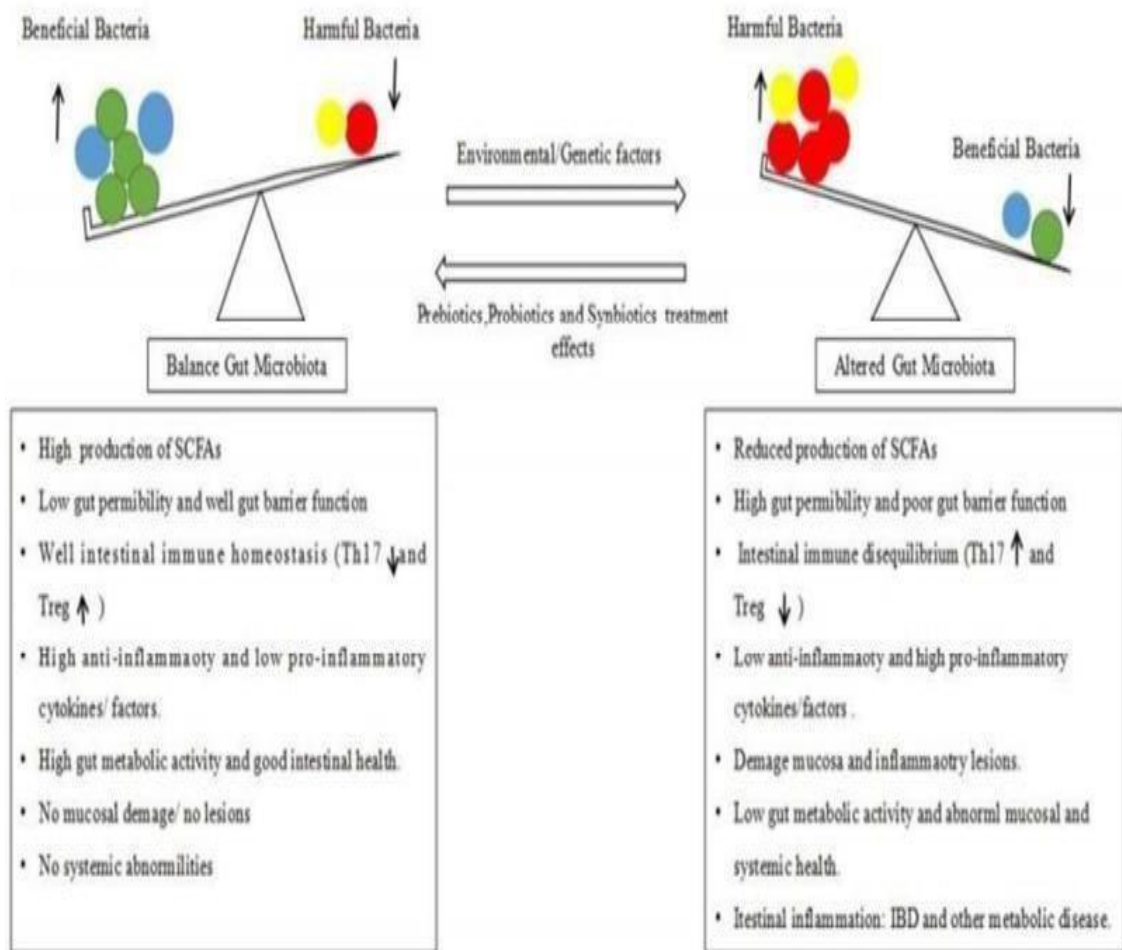 Beneficial Bacteria
Harmful Bacteria
Environmental/Genetic factors
Prebiotics,Probiotics and Synbiotics treatment
effects
Harmful Bacteria
Beneficial Bacteria
Balance Gut Microbiota
• High production of SCFAs
• Low gut permibility and well gut barrier function
• Well intestinal immune homeostasis (Th17 ↓and
Treg ↑ )
• High anti-inflammaoty and low pro-inflammatory
cytokines/ factors.
• High gut metabolic activity and good intestinal health.
• No mucosal demage/ no lesions
• No systemic abnormilities
Altered Gut Microbiota
• Reduced production of SCFAs
• High gut permibility and poor gut barrier function
• Intestinal immune disequilibrium (Th17 ↑ and
Treg ↓ )
• Low anti-inflammaoty and high pro-inflammatory
cytokines/factors .
• Demage mucosa and inflammaotry lesions.
• Low gut metabolic activity and abnorml mucosal and
systemic health.
• Itestinal inflammation: IBD and other metabolic disease.